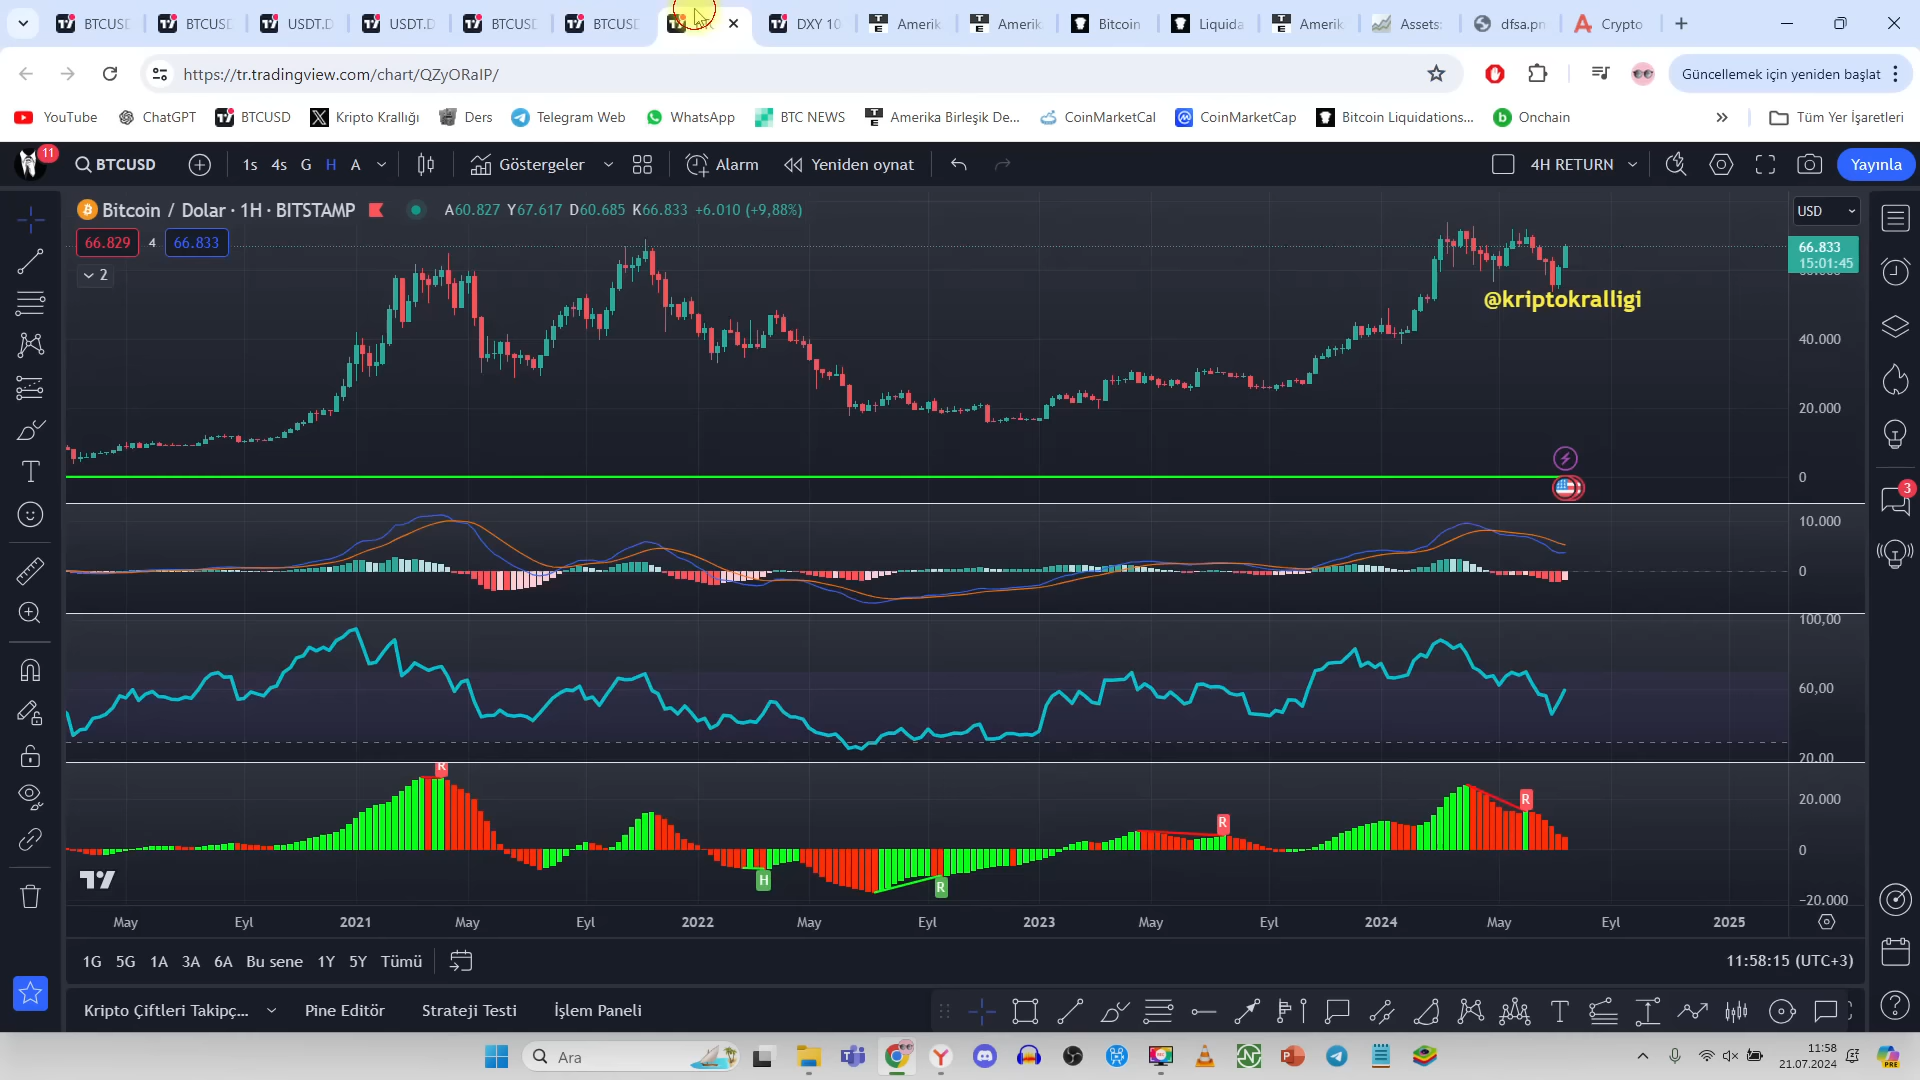 BTCUSD
BTCUSD
USDT.D
USDT.D
BTCUSD
BTCUSD
DXY 10
Amerik
Amerik
Bitcoin
Liquida
Amerik
Assets:
dfsa.pn
Crypto
https://tr.tradingview.com/chart/QZyORaIP/
Güncellemek için yeniden başlat
YouTube
ChatGPT
BTCUSD
Kripto Krallığı
Ders
Telegram Web
WhatsApp
BTC NEWS
Amerika Birleşik De...
CoinMarketCal
CoinMarketCap
Bitcoin Liquidations...
Onchain
Tüm Yer İşaretleri
11
BTCUSD
1s 4s G H A
Göstergeler
Alarm
Yeniden oynat
4H RETURN
Yayınla
Bitcoin / Dolar · 1H · BITSTAMP
A60.827 Y67.617 D60.685 K66.833 +6.010 (+9,88%)
USD
66.829 4 66.833
66.833
15:01:45
2
@kriptokralligi
40.000
20.000
0
10.000
0
3
100,00
60,00
20.00
R
20.000
R
R
0
H
R
−20.000
May Eyl 2021 May Eyl 2022 May Eyl 2023 May Eyl 2024 May Eyl 2025
1G 5G 1A 3A 6A Bu sene 1Y 5Y Tümü
11:58:15 (UTC+3)
Kripto Çiftleri Takipç...
Pine Editör
Strateji Testi
İşlem Paneli
Ara
11:58
21.07.2024
PRE